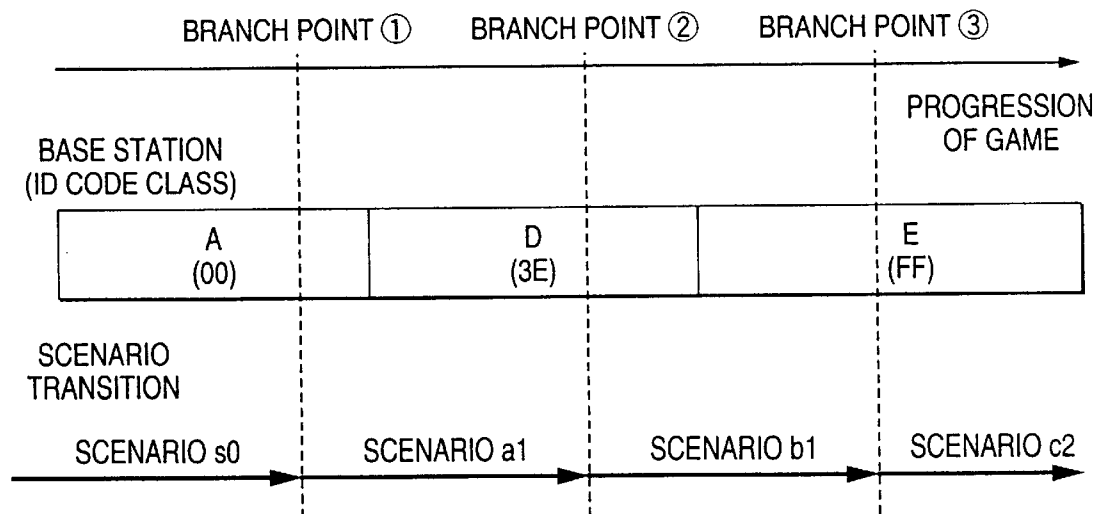 BRANCH POINT ① BRANCH POINT ② BRANCH POINT ③
PROGRESSION
OF GAME
BASE STATION
(ID CODE CLASS)
A
(00)
D
(3E)
E
(FF)
SCENARIO
TRANSITION
SCENARIO s0 SCENARIO a1 SCENARIO b1 SCENARIO c2